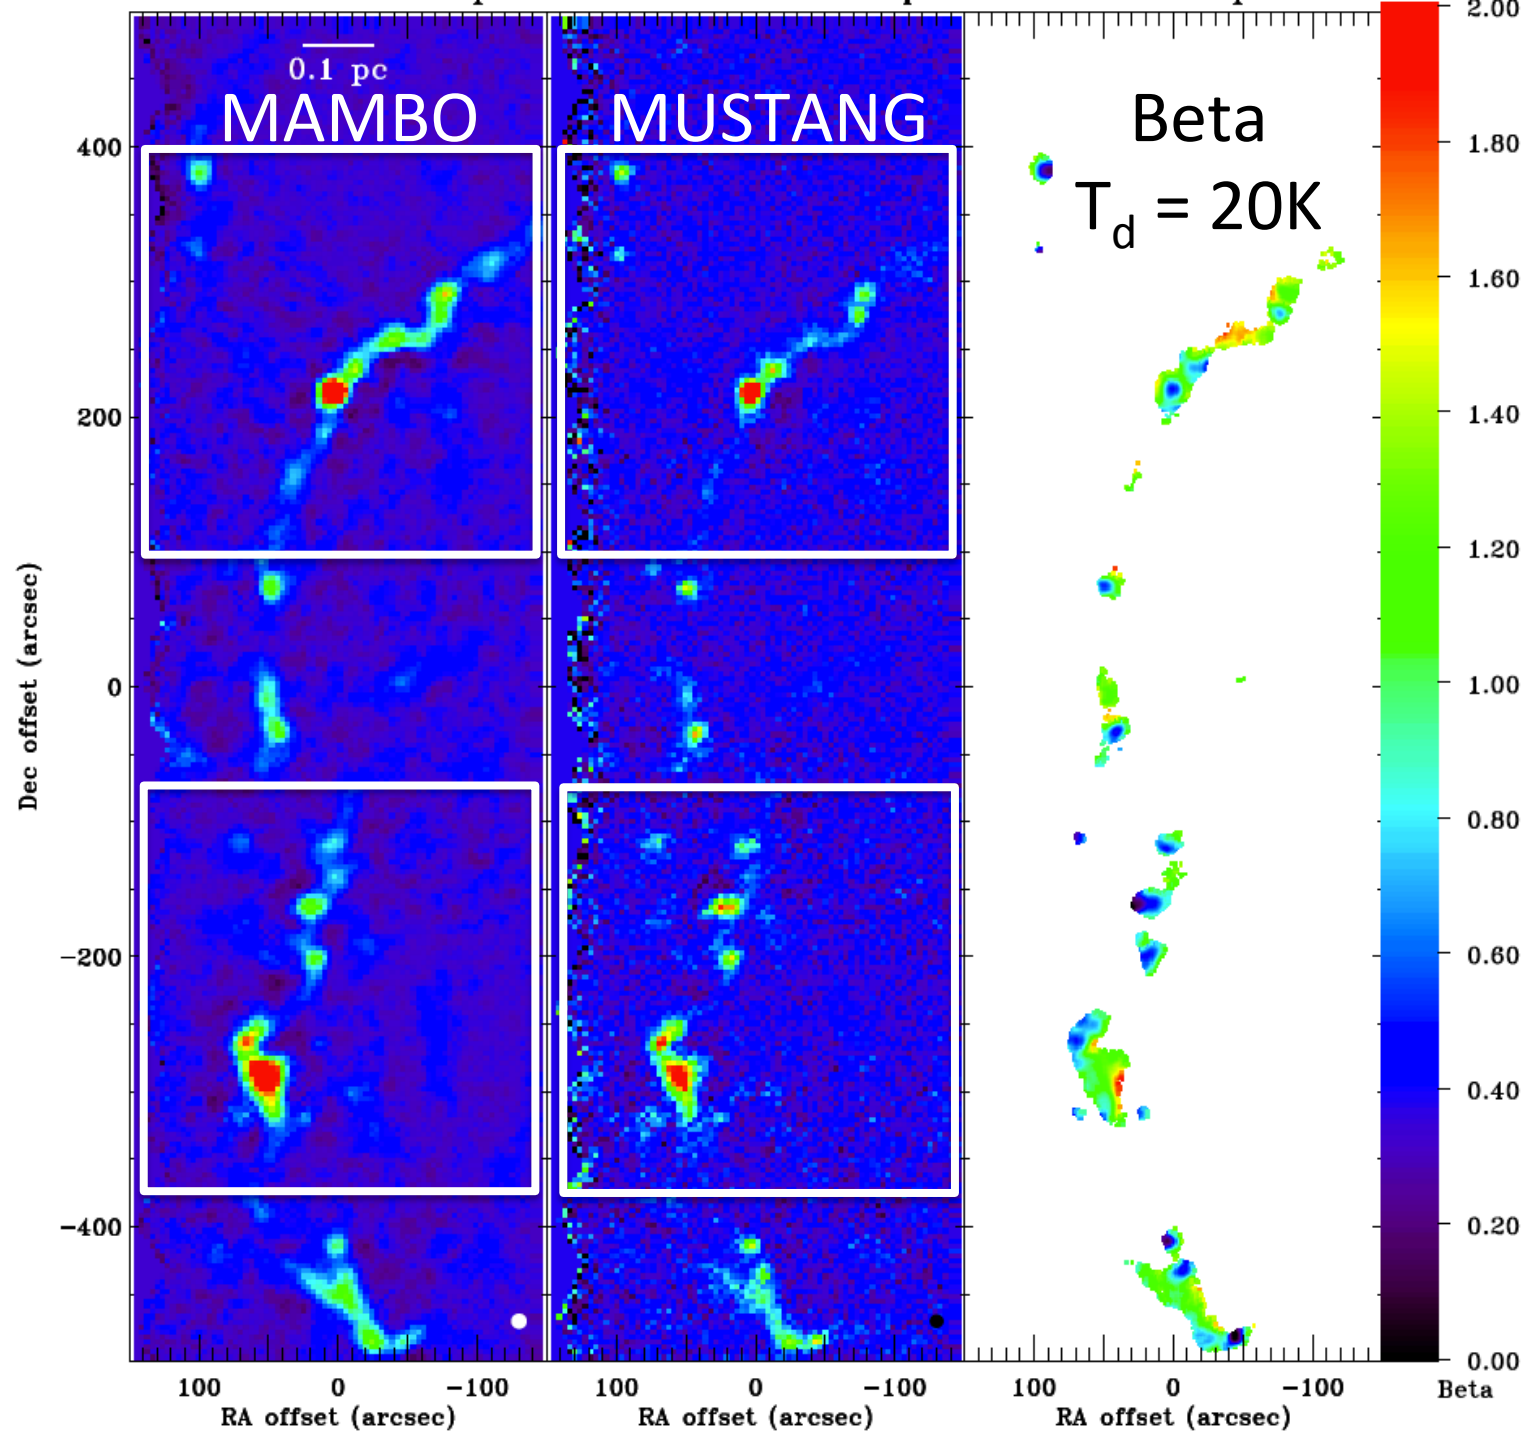 0.1 pc
MAMBO
MUSTANG
Beta
T_d = 20K
2.00
1.80
1.60
1.40
1.20
1.00
0.80
0.60
0.40
0.20
0.00
Beta
400
200
0
−200
−400
Dec offset (arcsec)
100 0 −100
100 0 −100
100 0 −100
RA offset (arcsec)
RA offset (arcsec)
RA offset (arcsec)